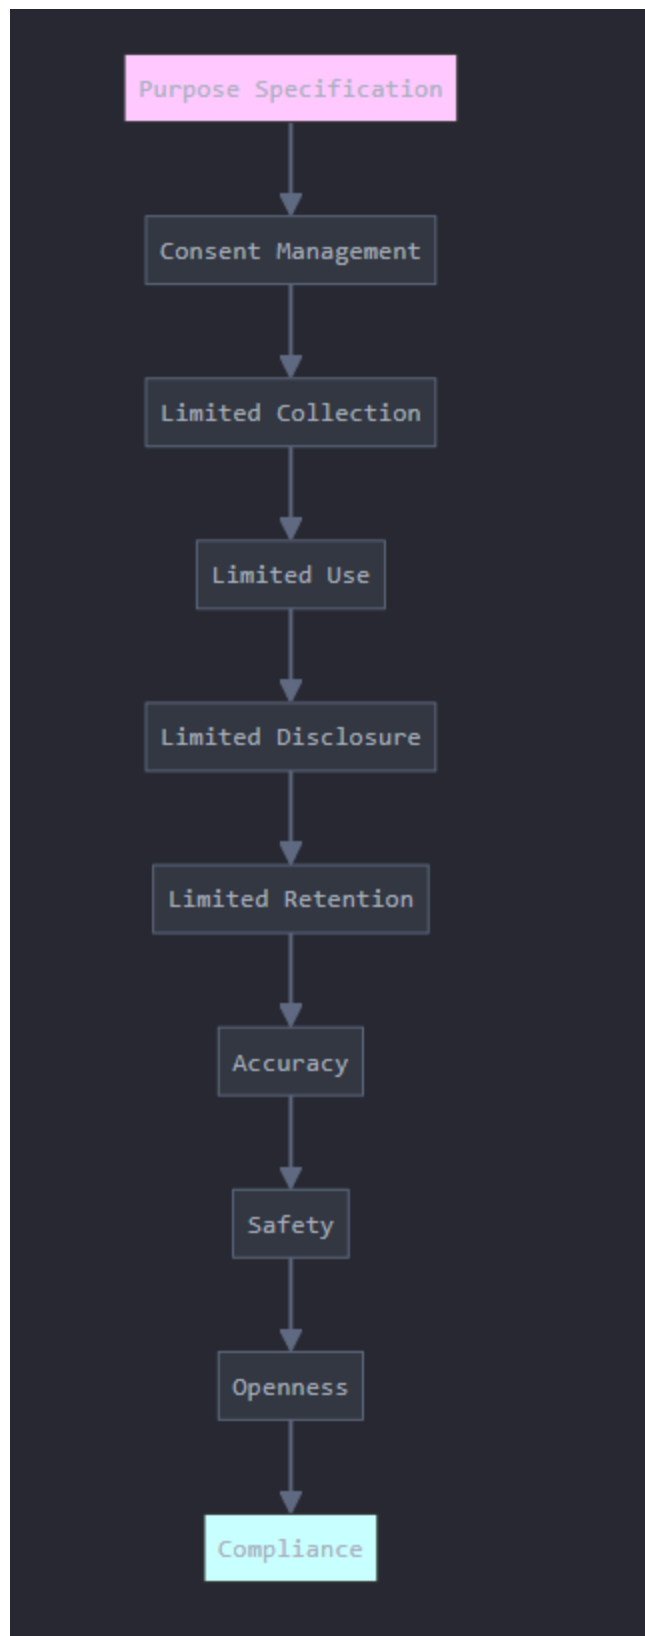 Purpose Specification
Consent Management
Limited Collection
Limited Use
Limited Disclosure
Limited Retention
Accuracy
Safety
Openness
Compliance